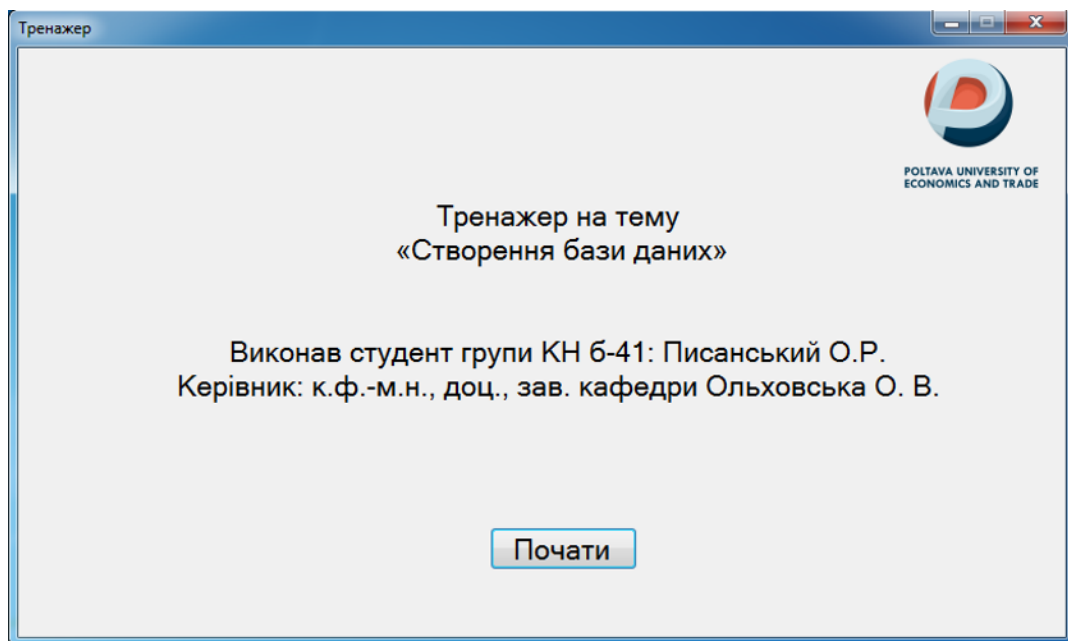 Тренажер
POLTAVA UNIVERSITY OF
ECONOMICS AND TRADE
Тренажер на тему
«Створення бази даних»
Виконав студент групи КН б-41: Писанський О.Р.
Керівник: к.ф.-м.н., доц., зав. кафедри Ольховська О. В.
Почати